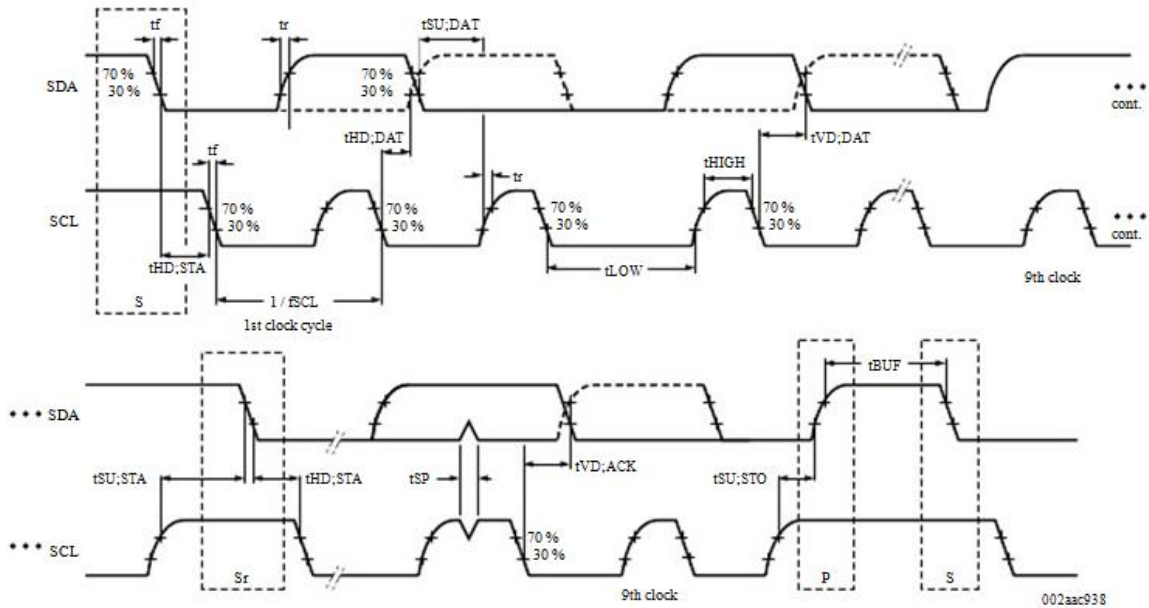 tf
tr
tSU;DAT
SDA
70 %
30 %
70 %
30 %
cont.
tHD;DAT
tVD;DAT
tf
tr
tHIGH
SCL
70 %
30 %
70 %
30 %
70 %
30 %
70 %
30 %
cont.
tHD;STA
tLOW
9th clock
S
1 / fSCL
1st clock cycle
tBUF
SDA
tSU;STA
tHD;STA
tSP
tVD;ACK
tSU;STO
70 %
30 %
SCL
Sr
P
S
9th clock
002aac938